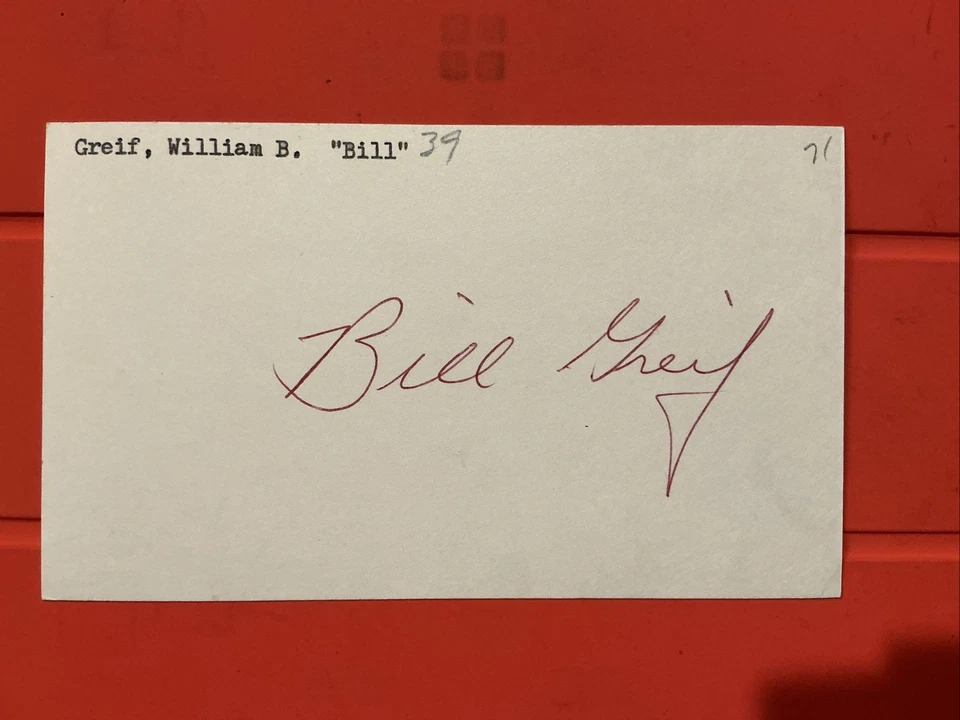 Greif, William B. "Bill" 39 71
Bill Greif